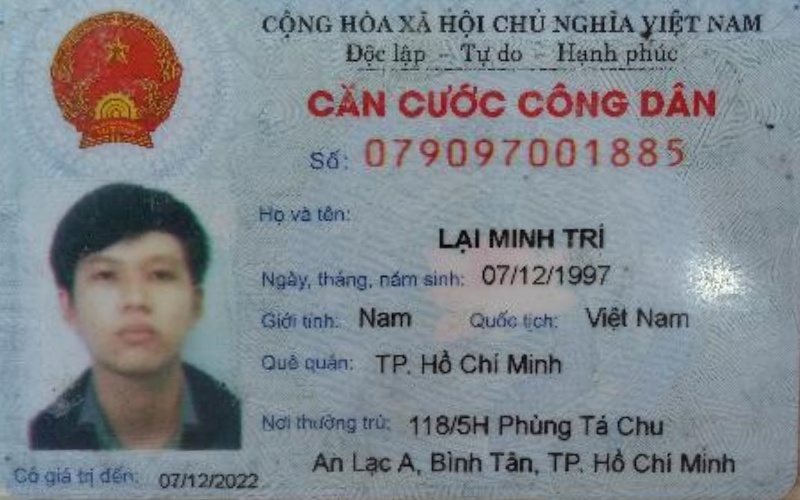 CỘNG HÒA XÃ HỘI CHỦ NGHĨA VIỆT NAM
Độc lập - Tự do - Hạnh phúc
CĂN CƯỚC CÔNG DÂN
Số: 079097001885
Họ và tên:
LẠI MINH TRÍ
Ngày, tháng, năm sinh: 07/12/1997
Giới tính: Nam Quốc tịch: Việt Nam
Quê quán: TP. Hồ Chí Minh
Nơi thường trú: 118/5H Phùng Tá Chu
An Lạc A, Bình Tân, TP. Hồ Chí Minh
Có giá trị đến: 07/12/2022